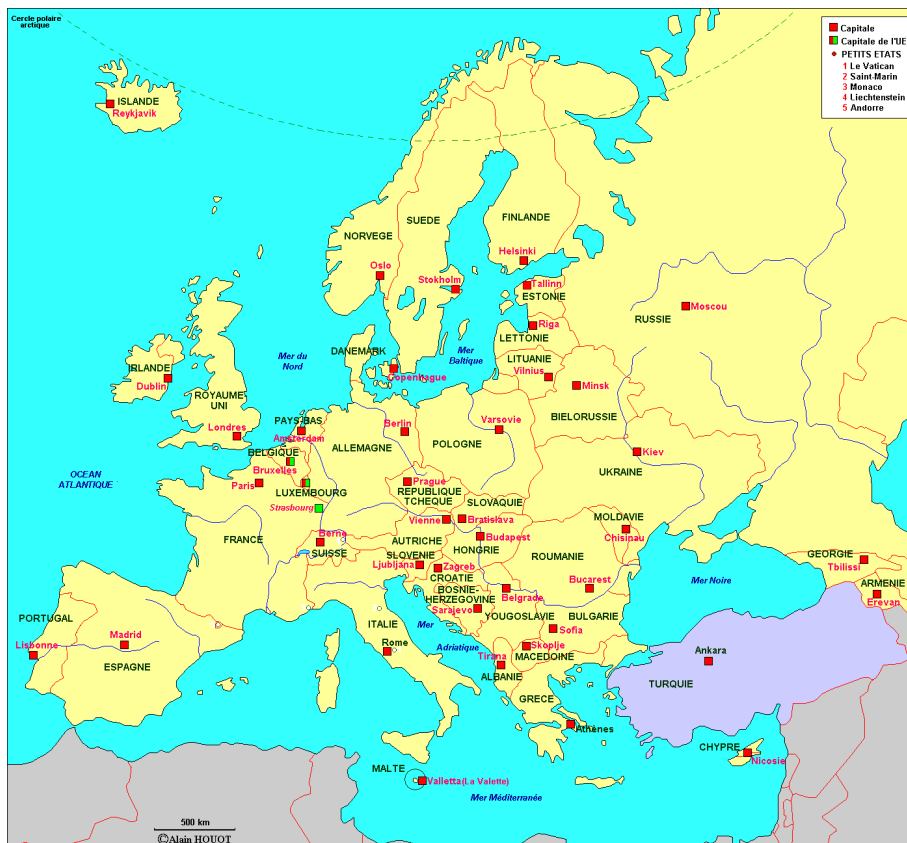 Cercle polaire
arctique
Capitale
Capitale de l'UE
PETITS ETATS
1 Le Vatican
2 Saint-Marin
3 Monaco
4 Liechtenstein
5 Andorre
ISLANDE
Reykjavik
SUEDE
FINLANDE
NORVEGE
Helsinki
Oslo
Stokholm
Tallinn
ESTONIE
Moscou
RUSSIE
Riga
LETTONIE
Mer du
Nord
DANEMARK
Mer
Baltique
LITUANIE
Vilnius
IRLANDE
Dublin
Copenhague
Minsk
ROYAUME
UNI
BIELORUSSIE
PAYS-BAS
Londres
Amsterdam
Berlin
Varsovie
ALLEMAGNE
POLOGNE
BELGIQUE
Bruxelles
Kiev
OCEAN
ATLANTIQUE
UKRAINE
Paris
LUXEMBOURG
Prague
REPUBLIQUE
TCHEQUE
SLOVAQUIE
Strasbourg
FRANCE
Vienne
Bratislava
MOLDAVIE
Chisinau
Berne
SUISSE
AUTRICHE
Budapest
HONGRIE
SLOVENIE
Ljubljana
Zagreb
CROATIE
ROUMANIE
GEORGIE
Tbilissi
BOSNIE-
HERZEGOVINE
Belgrade
Bucarest
Mer Noire
ARMENIE
Erevan
Sarajevo
YOUGOSLAVIE
BULGARIE
PORTUGAL
Lisbonne
Madrid
ESPAGNE
ITALIE
Rome
Mer
Adriatique
Sofia
Skoplje
MACEDOINE
Tirana
ALBANIE
Ankara
TURQUIE
GRECE
Athènes
CHYPRE
Nicosie
MALTE
Valletta(La Valette)
Mer Méditerranée
500 km
©Alain HOUOT